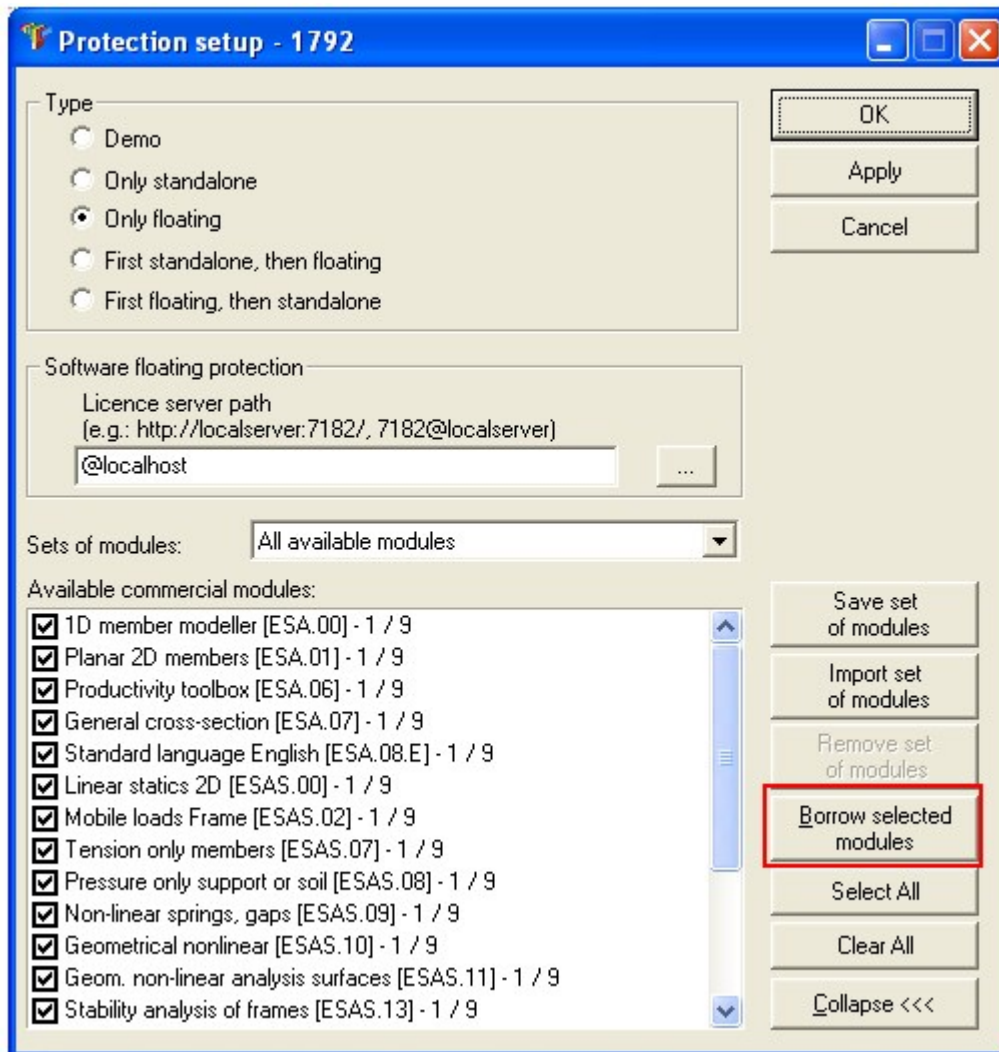 Protection setup - 1792
Type
Demo
Only standalone
Only floating
First standalone, then floating
First floating, then standalone
OK
Apply
Cancel
Software floating protection
Licence server path
(e.g.: http://localserver:7182/, 7182@localserver)
@localhost
...
Sets of modules:
All available modules
Available commercial modules:
1D member modeller [ESA.00] - 1 / 9
Planar 2D members [ESA.01] - 1 / 9
Productivity toolbox [ESA.06] - 1 / 9
General cross-section [ESA.07] - 1 / 9
Standard language English [ESA.08.E] - 1 / 9
Linear statics 2D [ESAS.00] - 1 / 9
Mobile loads Frame [ESAS.02] - 1 / 9
Tension only members [ESAS.07] - 1 / 9
Pressure only support or soil [ESAS.08] - 1 / 9
Non-linear springs, gaps [ESAS.09] - 1 / 9
Geometrical nonlinear [ESAS.10] - 1 / 9
Geom. non-linear analysis surfaces [ESAS.11] - 1 / 9
Stability analysis of frames [ESAS.13] - 1 / 9
Save set
of modules
Import set
of modules
Remove set
of modules
Borrow selected
modules
Select All
Clear All
Collapse <<<